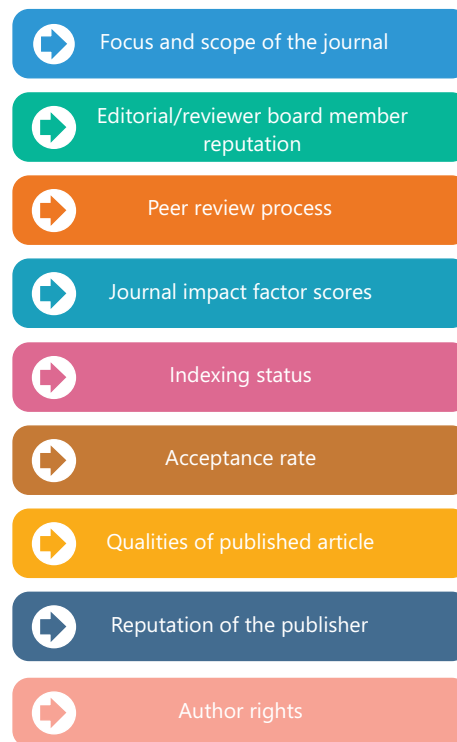 Focus and scope of the journal
Editorial/reviewer board member
reputation
Peer review process
Journal impact factor scores
Indexing status
Acceptance rate
Qualities of published article
Reputation of the publisher
Author rights